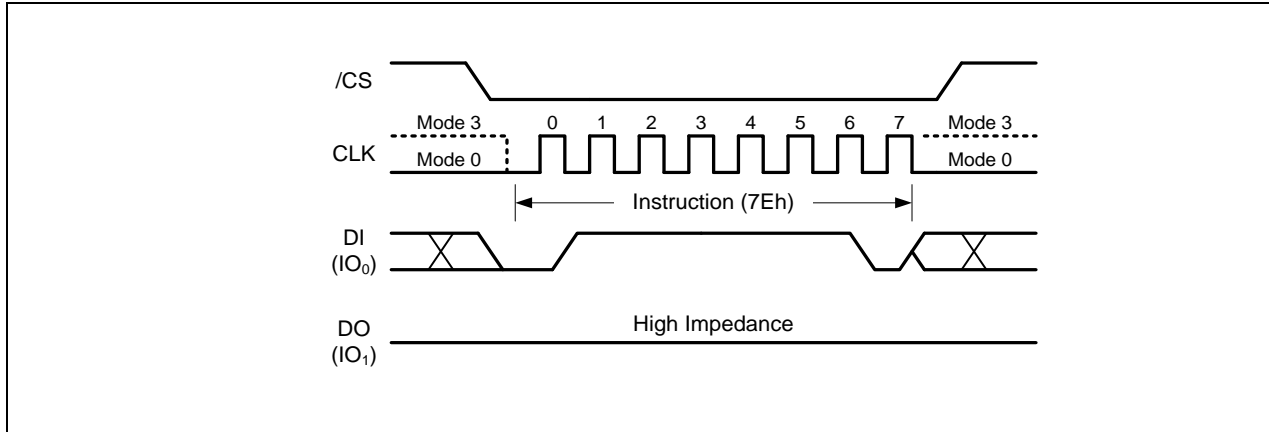 /CS
Mode 3 0 1 2 3 4 5 6 7 Mode 3
CLK
Mode 0 Mode 0
Instruction (7Eh)
DI
(IO₀)
High Impedance
DO
(IO₁)